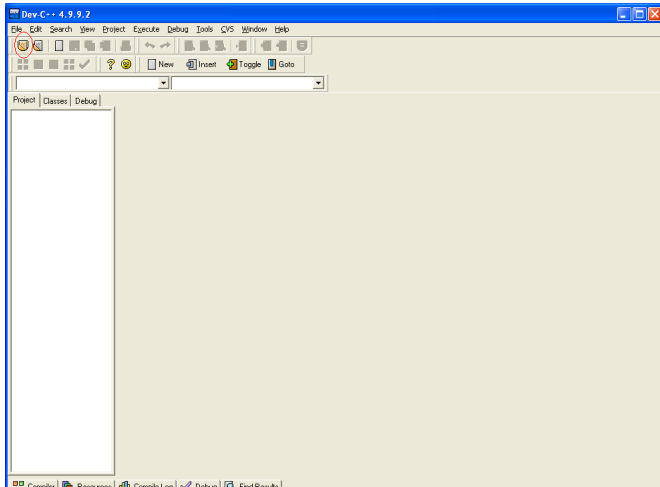 Dev-C++ 4.9.9.2
File Edit Search View Project Execute Debug Tools CVS Window Help
New Insert Toggle Goto
Project Classes Debug
Compiler Resources Compile Log Debug Find Results